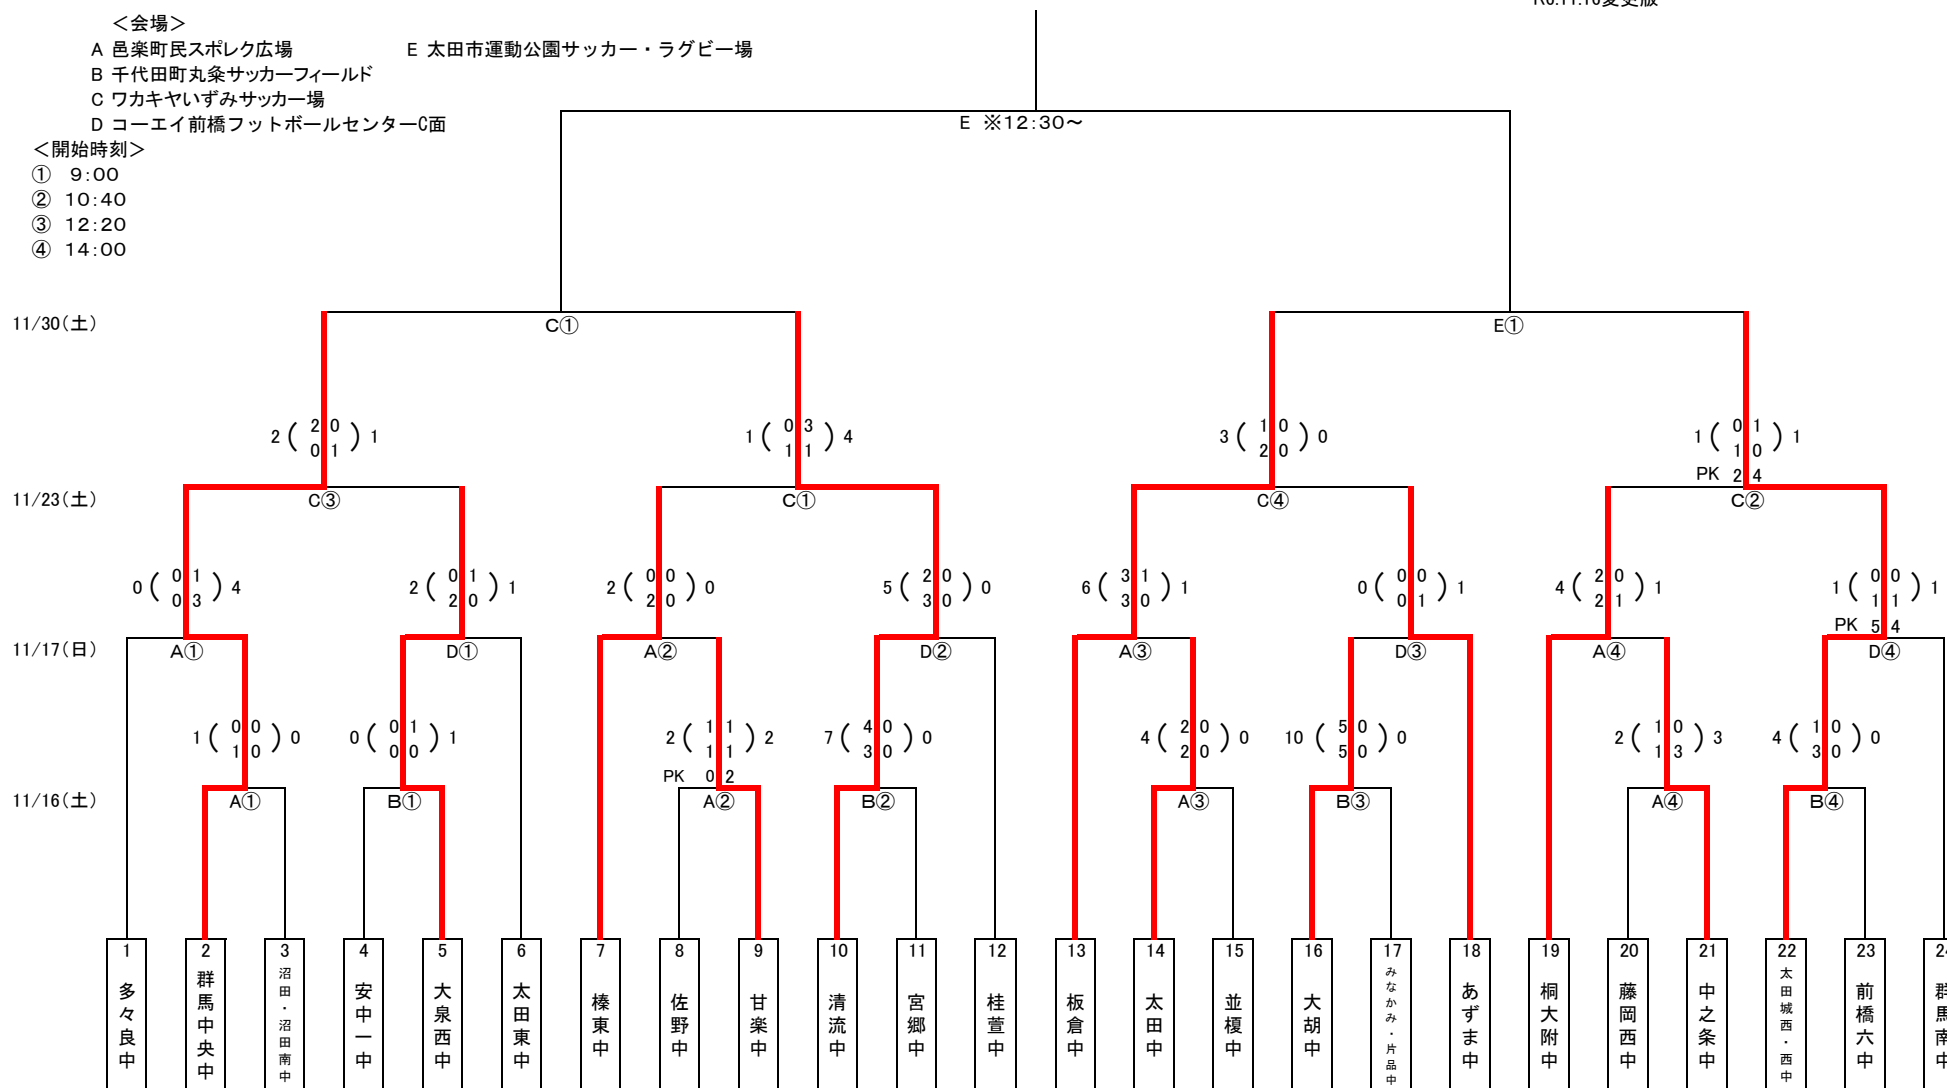 R6.11.16変更版
＜会場＞
A 邑楽町民スポレク広場 E 太田市運動公園サッカー・ラグビー場
B 千代田町丸条サッカーフィールド
C ワカキヤいずみサッカー場
D コーエイ前橋フットボールセンターC面
E ※12:30～
＜開始時刻＞
① 9:00
② 10:40
③ 12:20
④ 14:00
11/30(土) C① E①
2 ( 2 0 ) 1 1 ( 0 3 ) 4 3 ( 1 0 ) 0 1 ( 0 1 ) 1
0 1 1 1 2 0 1 0
PK 2 4
11/23(土) C③ C① C④ C②
0 ( 0 1 ) 4 2 ( 0 1 ) 1 2 ( 0 0 ) 0 5 ( 2 0 ) 0 6 ( 3 1 ) 1 0 ( 0 0 ) 1 4 ( 2 0 ) 1 1 ( 0 0 ) 1
0 3 2 0 2 0 3 0 3 0 0 1 2 1 1 1
PK 5 4
11/17(日) A① D① A② D② A③ D③ A④ D④
1 ( 0 0 ) 0 0 ( 0 1 ) 1 2 ( 1 1 ) 2 7 ( 4 0 ) 0 4 ( 2 0 ) 0 10 ( 5 0 ) 0 2 ( 1 0 ) 3 4 ( 1 0 ) 0
1 0 0 0 1 1 3 0 2 0 5 0 1 3 3 0
PK 0 2
11/16(土) A① B① A② B② A③ B③ A④ B④
1 多々良中
2 群馬中央中
3 沼田・沼田南中
4 安中一中
5 大泉西中
6 太田東中
7 榛東中
8 佐野中
9 甘楽中
10 清流中
11 宮郷中
12 桂萱中
13 板倉中
14 太田中
15 並榎中
16 大胡中
17 みなかみ・片品中
18 あずま中
19 桐大附中
20 藤岡西中
21 中之条中
22 太田城西・西中
23 前橋六中
24 群馬南中